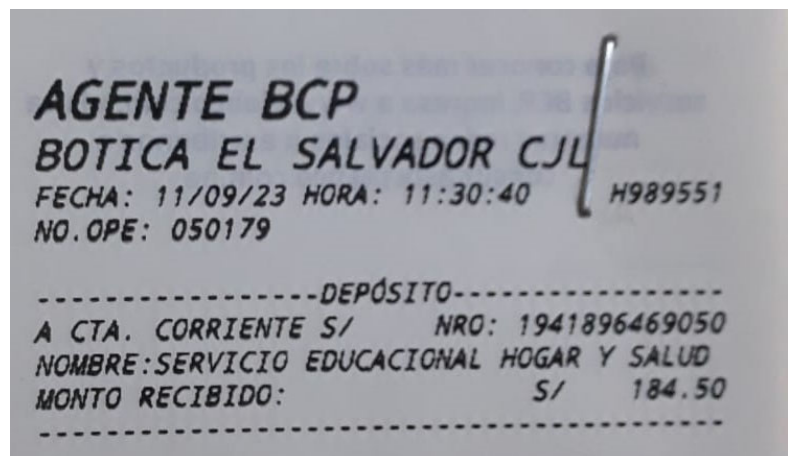 AGENTE BCP
BOTICA EL SALVADOR CJL
FECHA: 11/09/23 HORA: 11:30:40 H989551
NO.OPE: 050179
------------------DEPÓSITO-----------------
A CTA. CORRIENTE S/ NRO: 1941896469050
NOMBRE:SERVICIO EDUCACIONAL HOGAR Y SALUD
MONTO RECIBIDO: S/ 184.50
-------------------------------------------